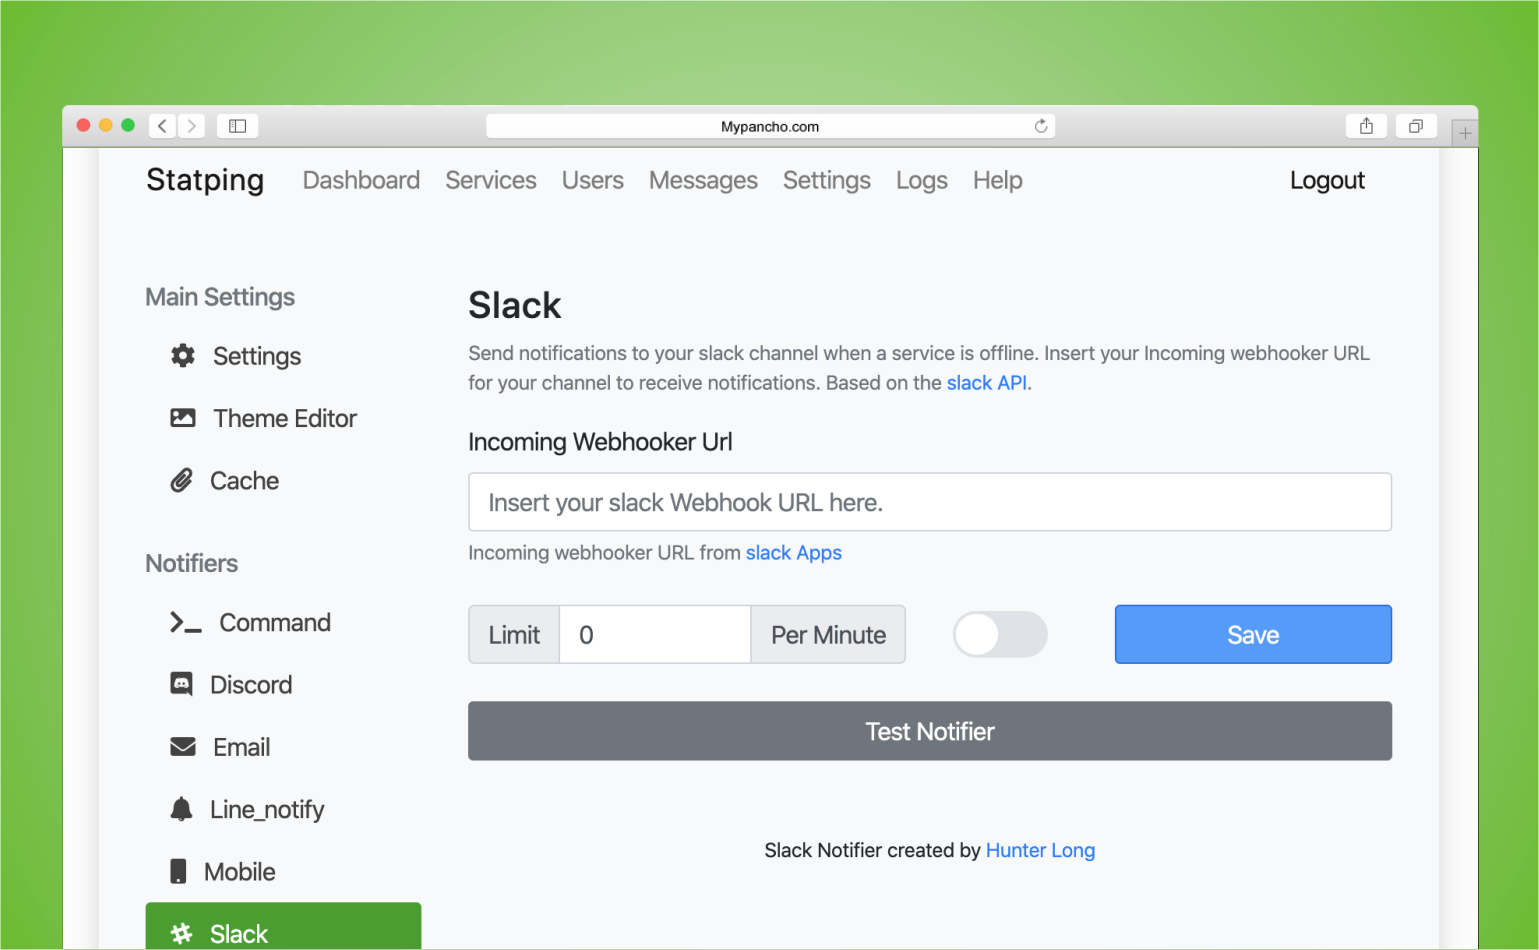 Mypancho.com
Statping Dashboard Services Users Messages Settings Logs Help Logout
Main Settings
Settings
Theme Editor
Cache
Notifiers
Command
Discord
Email
Line_notify
Mobile
Slack
Slack
Send notifications to your slack channel when a service is offline. Insert your Incoming webhooker URL
for your channel to receive notifications. Based on the slack API.
Incoming Webhooker Url
Insert your slack Webhook URL here.
Incoming webhooker URL from slack Apps
Limit 0 Per Minute Save
Test Notifier
Slack Notifier created by Hunter Long